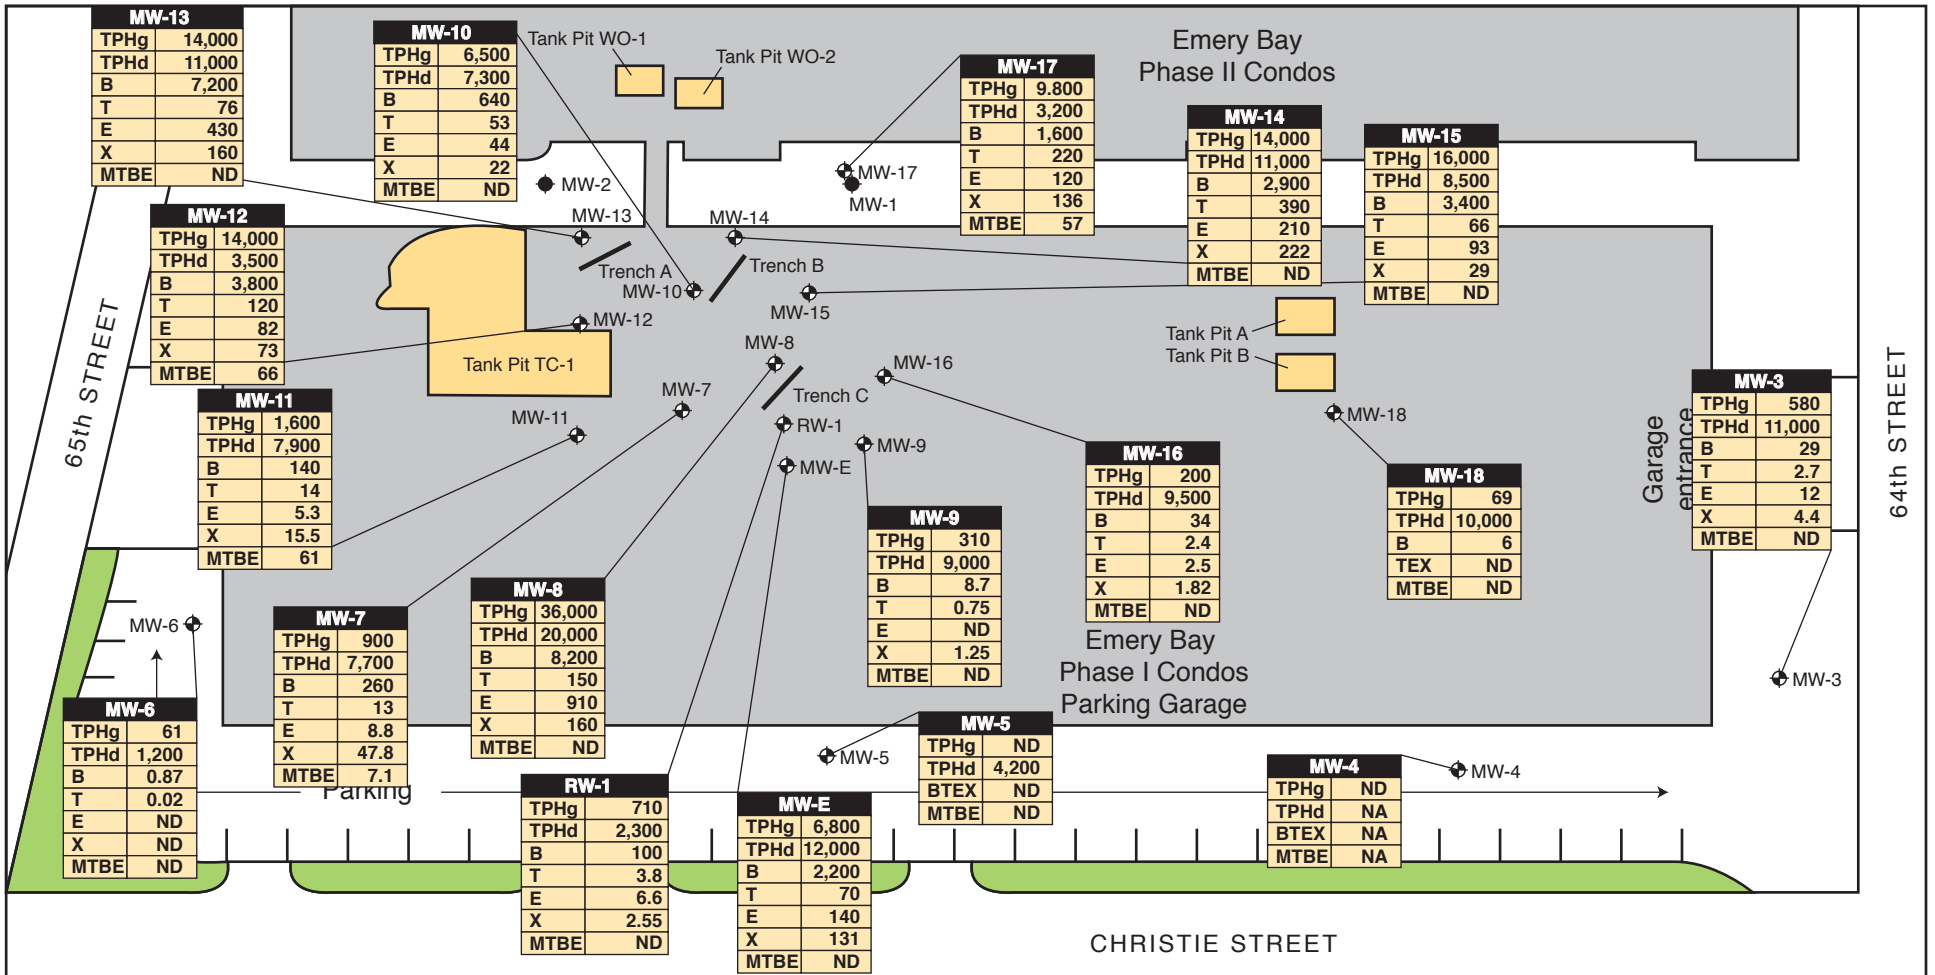 MW-13
TPHg 14,000
TPHd 11,000
B 7,200
T 76
E 430
X 160
MTBE ND
MW-10
TPHg 6,500
TPHd 7,300
B 640
T 53
E 44
X 22
MTBE ND
Tank Pit WO-1
Tank Pit WO-2
Emery Bay
Phase II Condos
MW-17
TPHg 9.800
TPHd 3,200
B 1,600
T 220
E 120
X 136
MTBE 57
MW-14
TPHg 14,000
TPHd 11,000
B 2,900
T 390
E 210
X 222
MTBE ND
MW-15
TPHg 16,000
TPHd 8,500
B 3,400
T 66
E 93
X 29
MTBE ND
MW-2
MW-17
MW-1
MW-13
MW-14
MW-12
TPHg 14,000
TPHd 3,500
B 3,800
T 120
E 82
X 73
MTBE 66
Trench A
Trench B
MW-10
MW-15
MW-12
65th STREET
Tank Pit TC-1
MW-8
MW-16
Trench C
MW-7
MW-11
RW-1
MW-9
MW-E
Tank Pit A
Tank Pit B
MW-18
64th STREET
Garage
entrance
MW-3
TPHg 580
TPHd 11,000
B 29
T 2.7
E 12
X 4.4
MTBE ND
MW-11
TPHg 1,600
TPHd 7,900
B 140
T 14
E 5.3
X 15.5
MTBE 61
MW-16
TPHg 200
TPHd 9,500
B 34
T 2.4
E 2.5
X 1.82
MTBE ND
MW-18
TPHg 69
TPHd 10,000
B 6
TEX ND
MTBE ND
MW-9
TPHg 310
TPHd 9,000
B 8.7
T 0.75
E ND
X 1.25
MTBE ND
MW-8
TPHg 36,000
TPHd 20,000
B 8,200
T 150
E 910
X 160
MTBE ND
MW-7
TPHg 900
TPHd 7,700
B 260
T 13
E 8.8
X 47.8
MTBE 7.1
MW-6
Emery Bay
Phase I Condos
Parking Garage
MW-3
MW-6
TPHg 61
TPHd 1,200
B 0.87
T 0.02
E ND
X ND
MTBE ND
Parking
MW-5
MW-5
TPHg ND
TPHd 4,200
BTEX ND
MTBE ND
MW-4
TPHg ND
TPHd NA
BTEX NA
MTBE NA
MW-4
RW-1
TPHg 710
TPHd 2,300
B 100
T 3.8
E 6.6
X 2.55
MTBE ND
MW-E
TPHg 6,800
TPHd 12,000
B 2,200
T 70
E 140
X 131
MTBE ND
CHRISTIE STREET